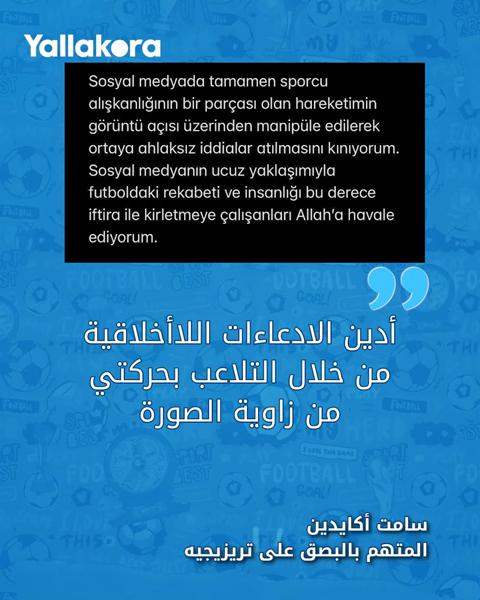 Yallakora
Sosyal medyada tamamen sporcu
alışkanlığının bir parçası olan hareketimin
görüntü açısı üzerinden manipüle edilerek
ortaya ahlaksız iddialar atılmasını kınıyorum.
Sosyal medyanın ucuz yaklaşımıyla
futboldaki rekabeti ve insanlığı bu derece
iftira ile kirletmeye çalışanları Allah’a havale
ediyorum.
”
أدين الادعاءات اللاأخلاقية
من خلال التلاعب بحركتي
من زاوية الصورة
سامت أكايدين
المتهم بالبصق على تريزيجيه